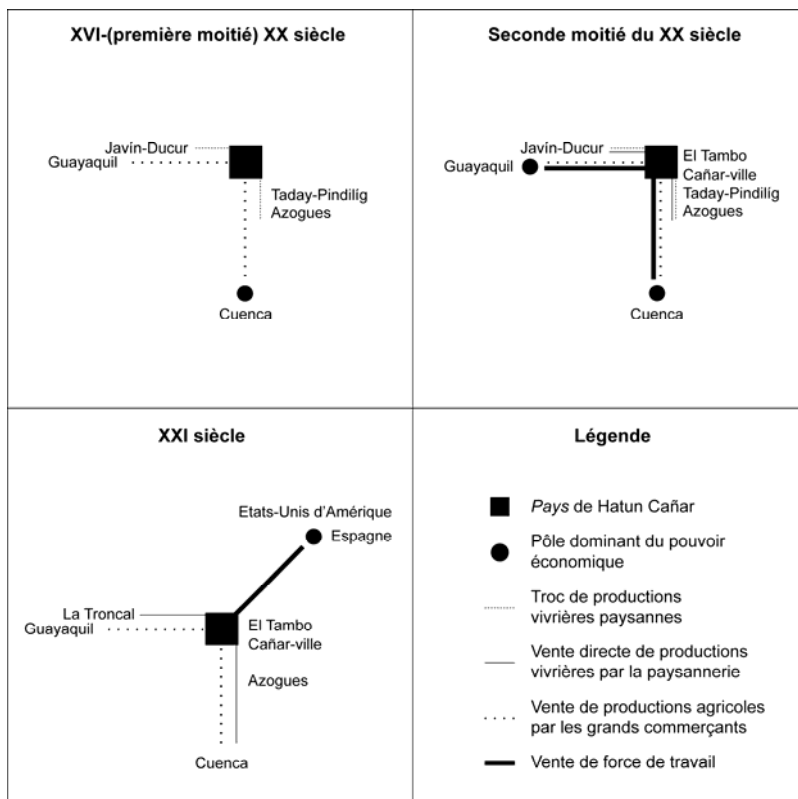 XVI-(première moitié) XX siècle
Javín-Ducur
Guayaquil
Taday-Pindilíg
Azogues
Cuenca
Seconde moitié du XX siècle
Javín-Ducur
Guayaquil
El Tambo
Cañar-ville
Taday-Pindilíg
Azogues
Cuenca
XXI siècle
Etats-Unis d'Amérique
Espagne
La Troncal
Guayaquil
El Tambo
Cañar-ville
Azogues
Cuenca
Légende
Pays de Hatun Cañar
Pôle dominant du pouvoir
économique
Troc de productions
vivrières paysannes
Vente directe de productions
vivrières par la paysannerie
Vente de productions agricoles
par les grands commerçants
Vente de force de travail